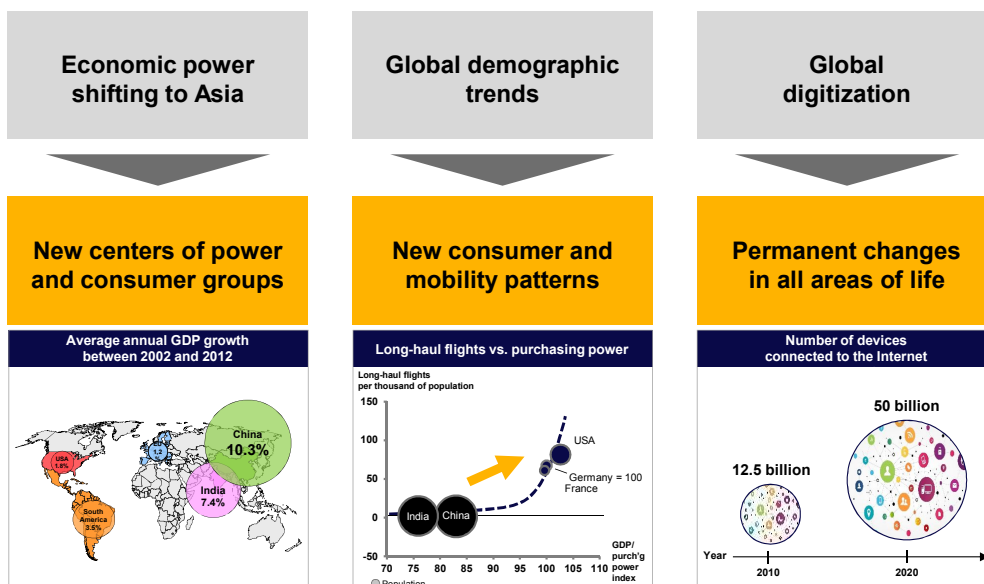 Economic power
shifting to Asia
Global demographic
trends
Global
digitization
New centers of power
and consumer groups
New consumer and
mobility patterns
Permanent changes
in all areas of life
Average annual GDP growth
between 2002 and 2012
China
10.3%
USA
1.8%
1,2
%
India
7.4%
South
America
3.5%
Long-haul flights vs. purchasing power
Long-haul flights
per thousand of population
150
100
50
0
-50
USA
Germany = 100
France
India
China
70 75 80 85 90 95 100 105 110
GDP/
purch'g
power
index
Population
Number of devices
connected to the Internet
50 billion
12.5 billion
Year
2010
2020